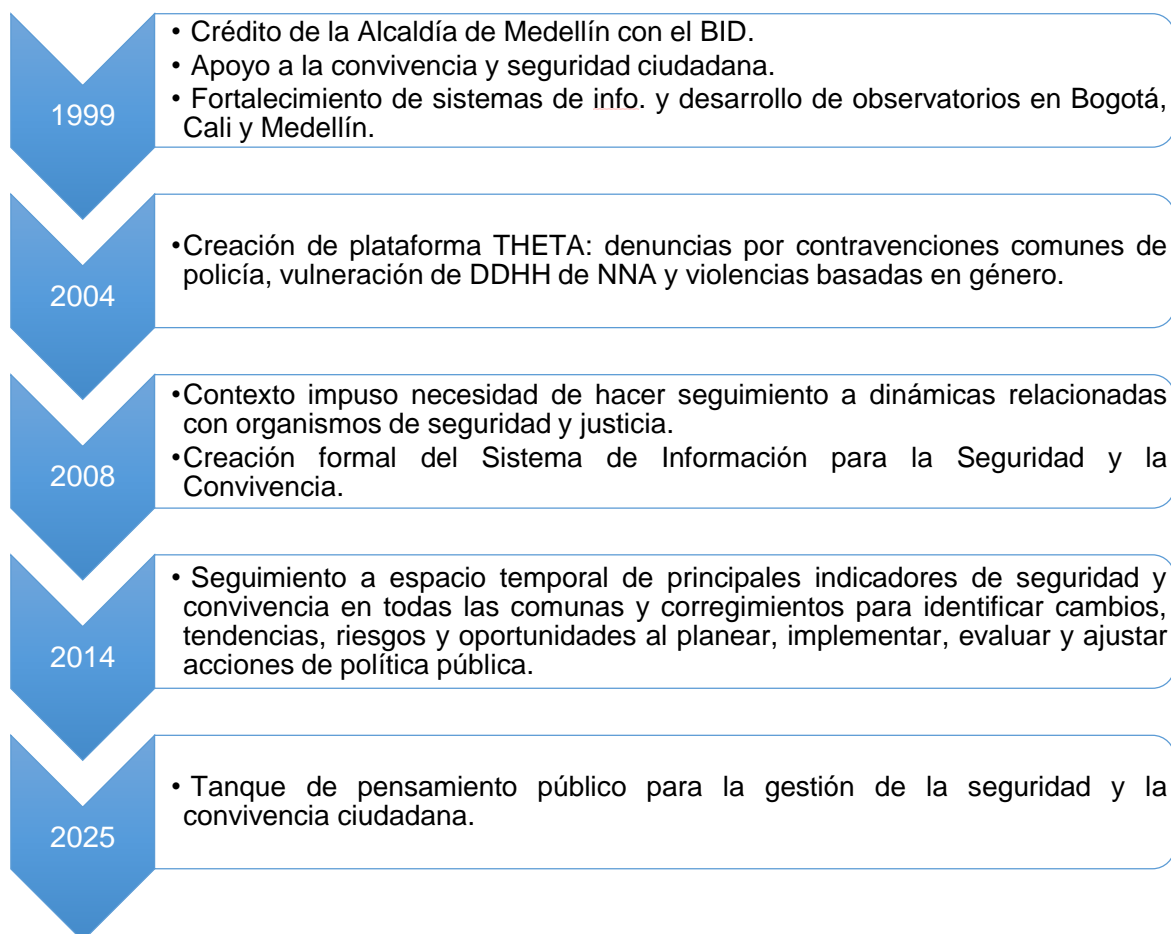 1999
• Crédito de la Alcaldía de Medellín con el BID.
• Apoyo a la convivencia y seguridad ciudadana.
• Fortalecimiento de sistemas de info. y desarrollo de observatorios en Bogotá,
Cali y Medellín.
2004
•Creación de plataforma THETA: denuncias por contravenciones comunes de
policía, vulneración de DDHH de NNA y violencias basadas en género.
2008
•Contexto impuso necesidad de hacer seguimiento a dinámicas relacionadas
con organismos de seguridad y justicia.
•Creación formal del Sistema de Información para la Seguridad y la
Convivencia.
2014
• Seguimiento a espacio temporal de principales indicadores de seguridad y
convivencia en todas las comunas y corregimientos para identificar cambios,
tendencias, riesgos y oportunidades al planear, implementar, evaluar y ajustar
acciones de política pública.
2025
• Tanque de pensamiento público para la gestión de la seguridad y la
convivencia ciudadana.